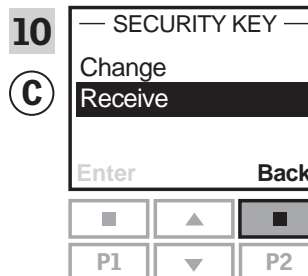 10
C
SECURITY KEY
Change
Receive
Enter Back
P1 P2